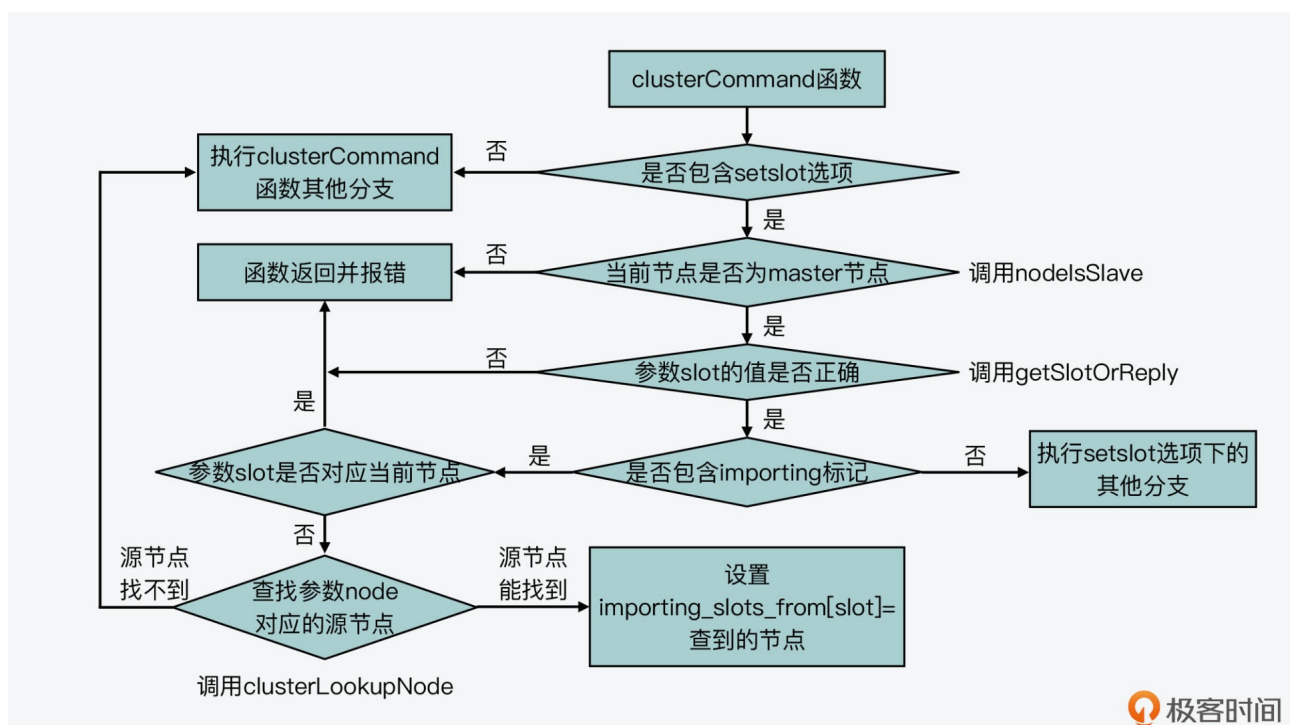 clusterCommand函数
执行clusterCommand
函数其他分支
否
是否包含setslot选项
是
函数返回并报错
否
当前节点是否为master节点
调用nodeIsSlave
是
否
参数slot的值是否正确
调用getSlotOrReply
是
是
参数slot是否对应当前节点
是
是否包含importing标记
否
执行setslot选项下的
其他分支
否
源节点
找不到
查找参数node
对应的源节点
源节点
能找到
设置
importing_slots_from[slot]=
查到的节点
调用clusterLookupNode
极客时间